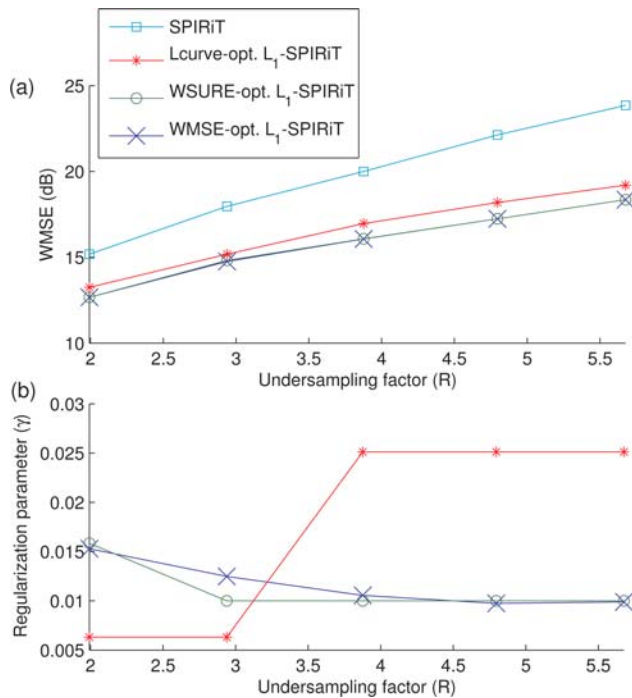 SPIRiT
Lcurve-opt. L1-SPIRiT
WSURE-opt. L1-SPIRiT
WMSE-opt. L1-SPIRiT
(a)
WMSE (dB)
25
20
15
10
2 2.5 3 3.5 4 4.5 5 5.5
Undersampling factor (R)
(b)
Regularization parameter (γ)
0.03
0.025
0.02
0.015
0.01
0.005
2 2.5 3 3.5 4 4.5 5 5.5
Undersampling factor (R)